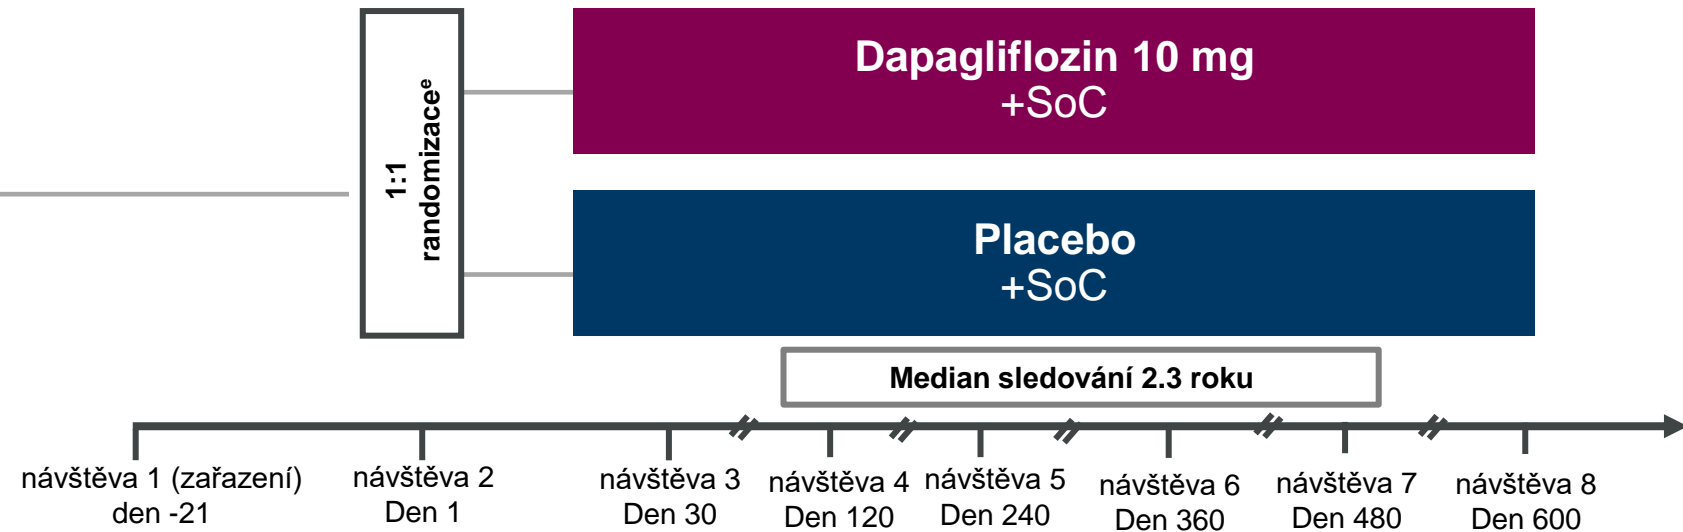 Dapagliflozin 10 mg
+SoC
1:1
randomizaceᵉ
Placebo
+SoC
Median sledování 2.3 roku
návštěva 1 (zařazení)
den -21
návštěva 2
Den 1
návštěva 3
Den 30
návštěva 4
Den 120
návštěva 5
Den 240
návštěva 6
Den 360
návštěva 7
Den 480
návštěva 8
Den 600